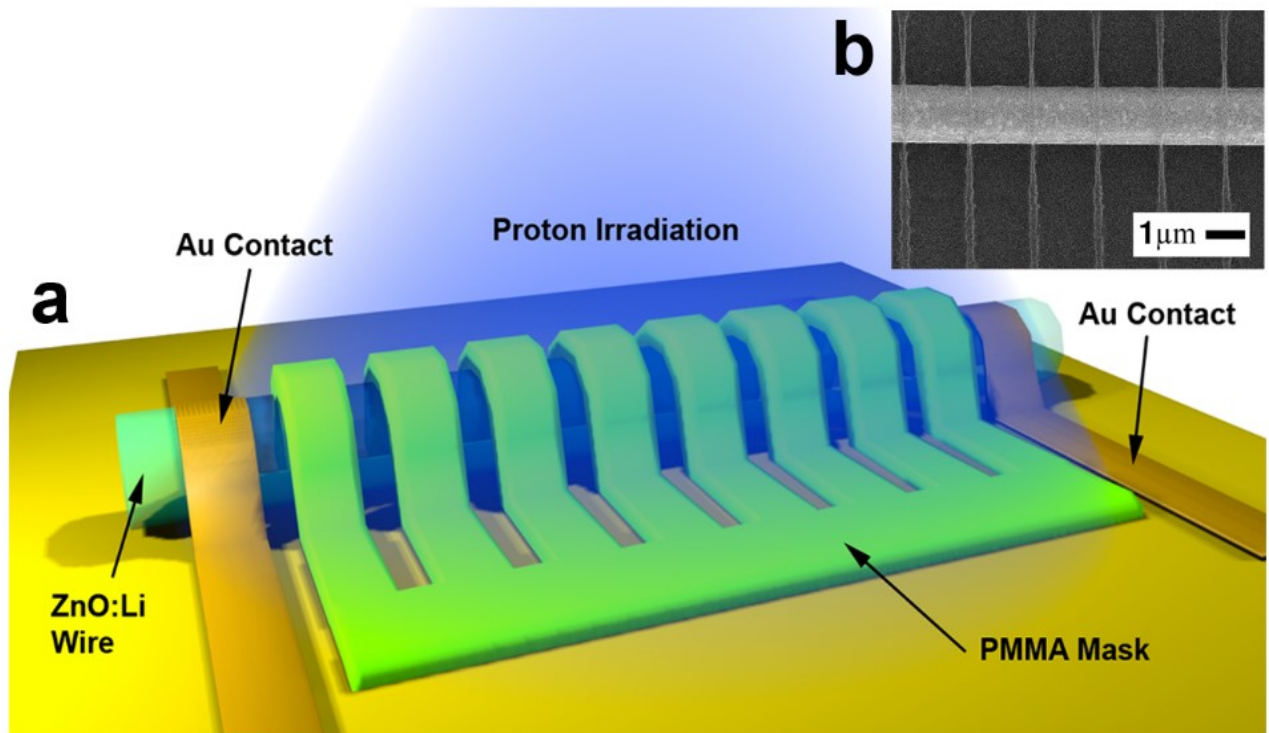 b
1μm
Proton Irradiation
Au Contact
a
Au Contact
ZnO:Li
Wire
PMMA Mask